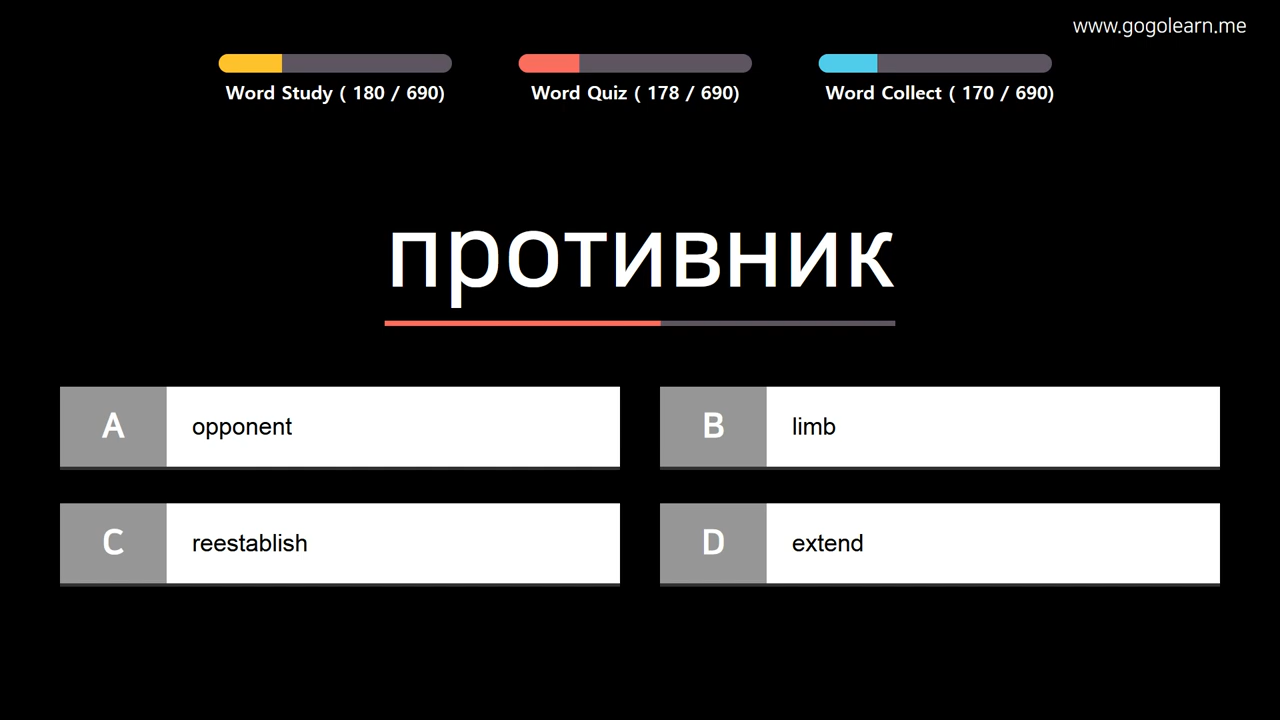 www.gogolearn.me
Word Study ( 180 / 690)
Word Quiz ( 178 / 690)
Word Collect ( 170 / 690)
противник
A opponent
B limb
C reestablish
D extend